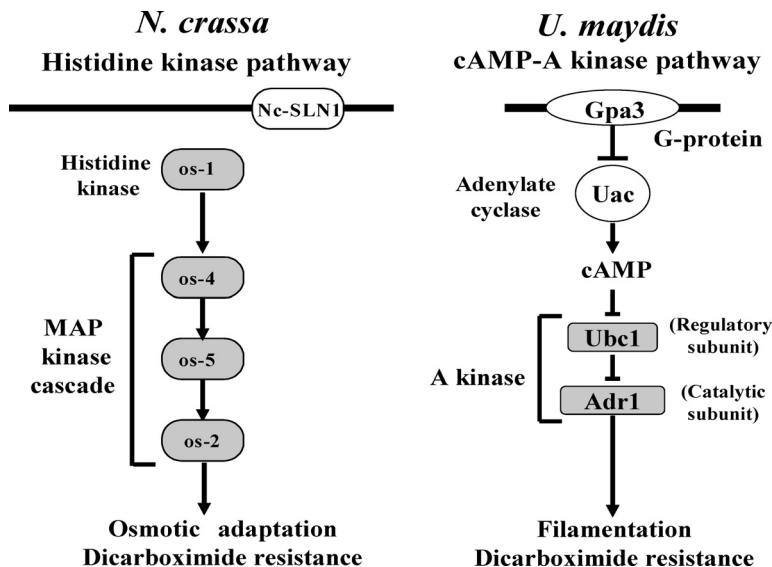 N. crassa
Histidine kinase pathway
Nc-SLN1
Histidine
kinase
os-1
os-4
MAP
kinase
cascade
os-5
os-2
Osmotic adaptation
Dicarboximide resistance
U. maydis
cAMP-A kinase pathway
Gpa3
G-protein
Adenylate
cyclase
Uac
cAMP
Ubc1
(Regulatory
subunit)
A kinase
Adr1
(Catalytic
subunit)
Filamentation
Dicarboximide resistance